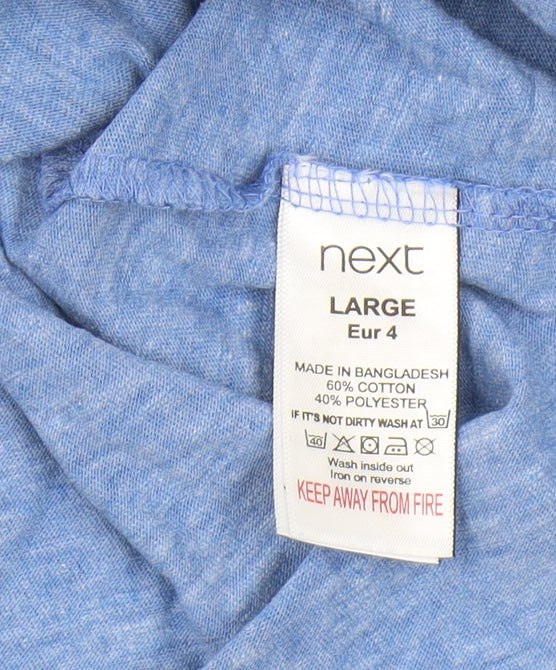 next
LARGE
Eur 4
MADE IN BANGLADESH
60% COTTON
40% POLYESTER
IF IT'S NOT DIRTY WASH AT 30
40
Wash inside out
Iron on reverse
KEEP AWAY FROM FIRE